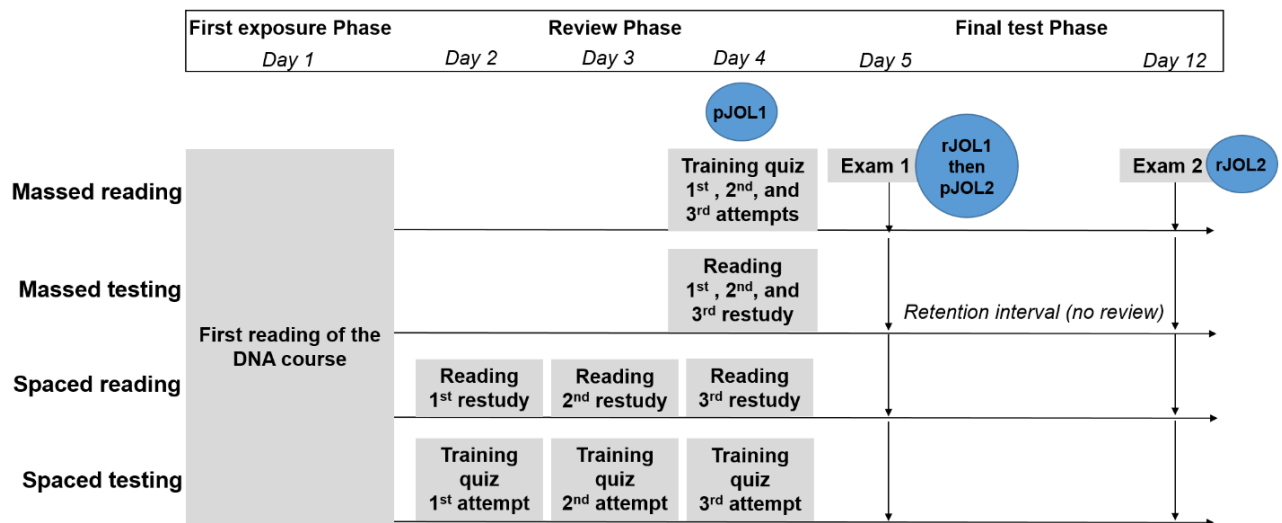 First exposure Phase Review Phase Final test Phase
Day 1 Day 2 Day 3 Day 4 Day 5 Day 12
pJOL1
Massed reading
Training quiz
1st , 2nd, and
3rd attempts
Exam 1
rJOL1
then
pJOL2
Exam 2
rJOL2
Massed testing
Reading
1st , 2nd, and
3rd restudy
Retention interval (no review)
First reading of the
DNA course
Spaced reading
Reading
1st restudy
Reading
2nd restudy
Reading
3rd restudy
Spaced testing
Training
quiz
1st attempt
Training
quiz
2nd attempt
Training
quiz
3rd attempt